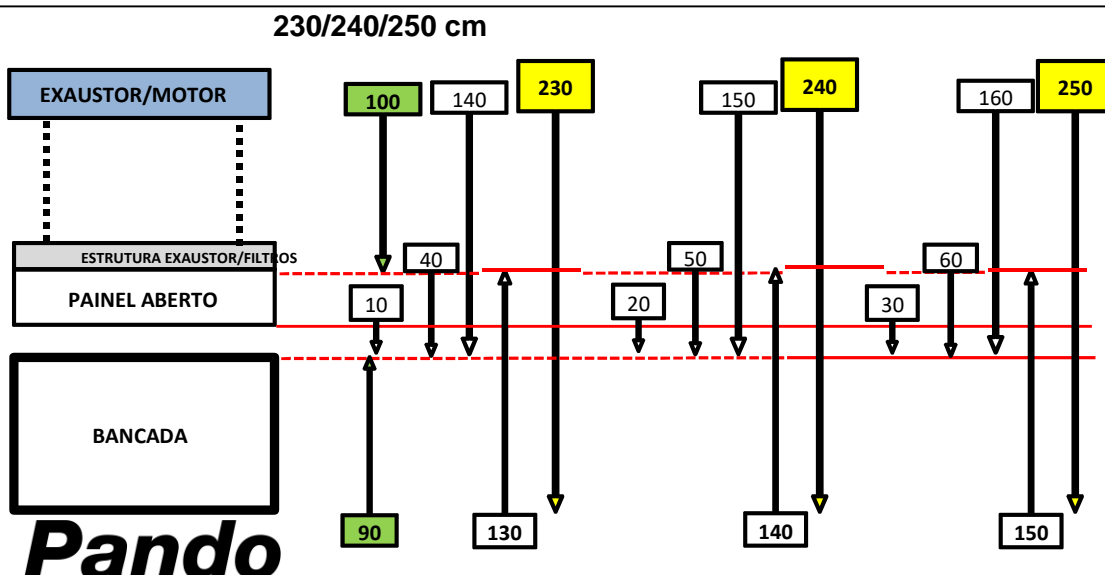 230/240/250 cm
EXAUSTOR/MOTOR
100
140
230
150
240
160
250
ESTRUTURA EXAUSTOR/FILTROS
40
50
60
PAINEL ABERTO
10
20
30
BANCADA
90
130
140
150
Pando